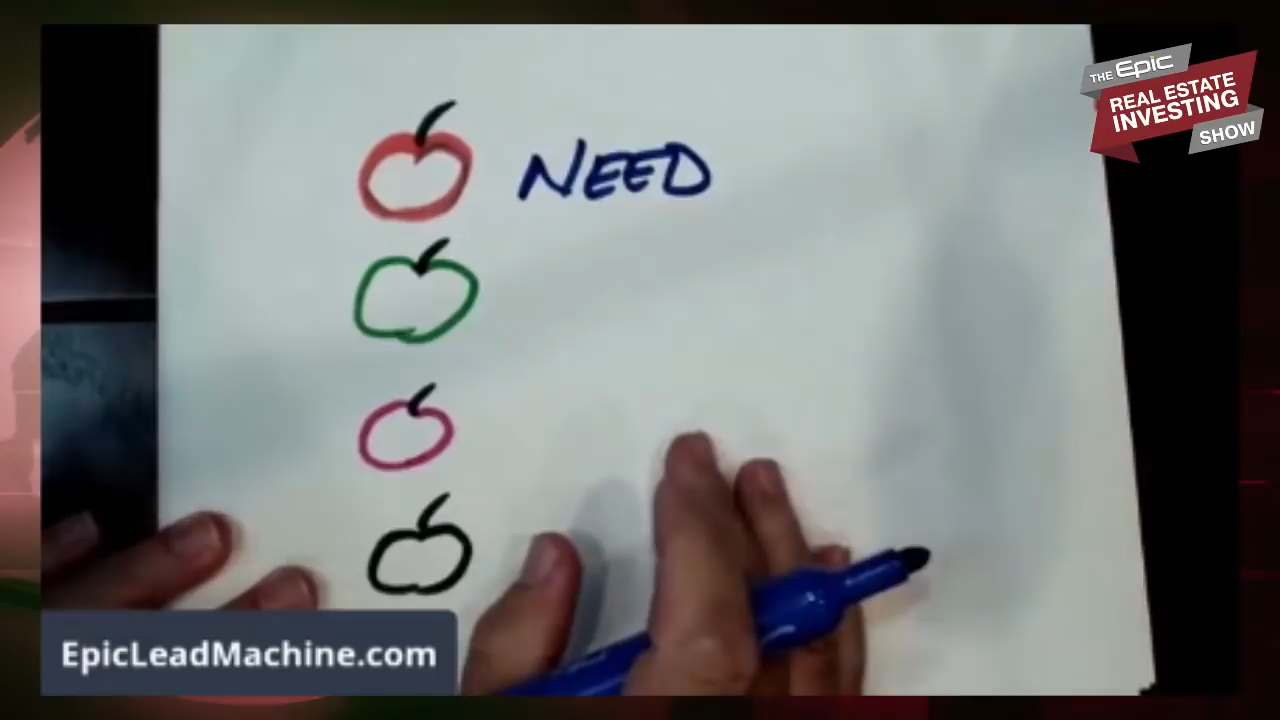 THE Epic
REAL ESTATE
INVESTING
SHOW
NEED
EpicLeadMachine.com